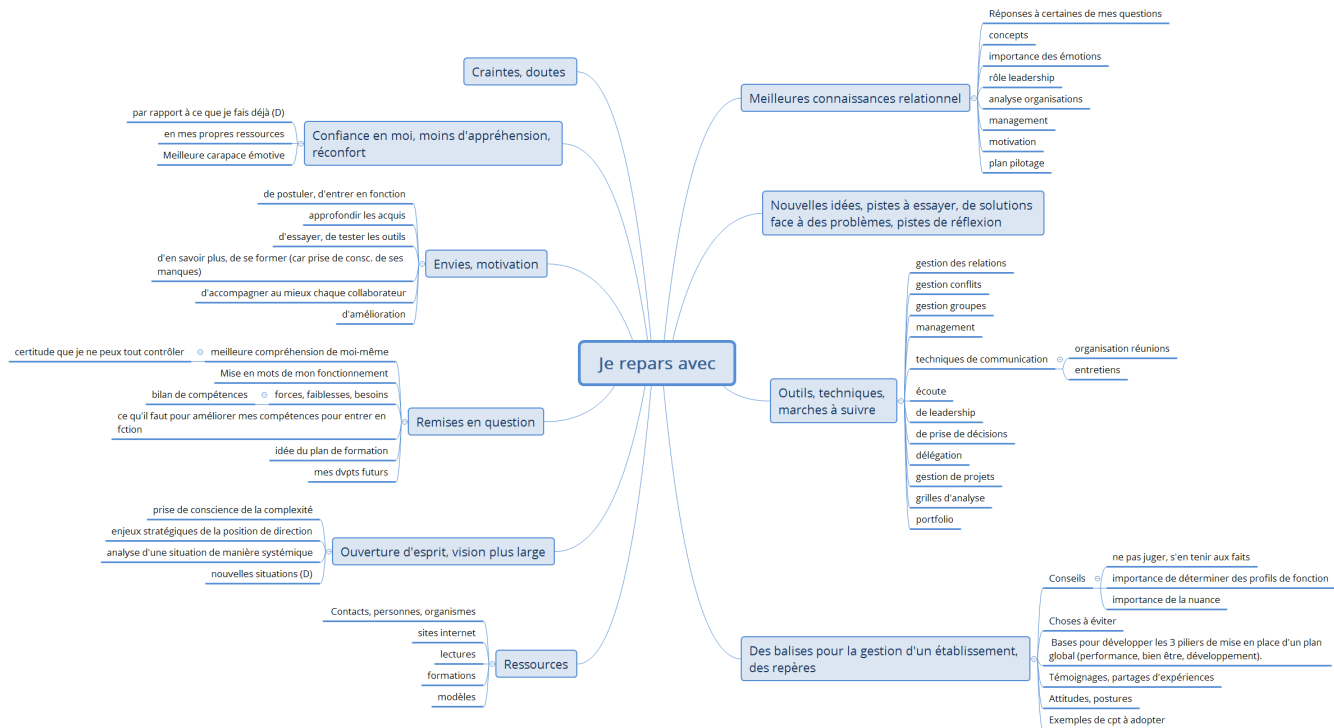 Je repars avec
Craintes, doutes
Confiance en moi, moins d'appréhension,
réconfort
par rapport à ce que je fais déjà (D)
en mes propres ressources
Meilleure carapace émotive
Envies, motivation
de postuler, d'entrer en fonction
approfondir les acquis
d'essayer, de tester les outils
d'en savoir plus, de se former (car prise de consc. de ses
manques)
d'accompagner au mieux chaque collaborateur
d'amélioration
Remises en question
meilleure compréhension de moi-même
certitude que je ne peux tout contrôler
Mise en mots de mon fonctionnement
forces, faiblesses, besoins
bilan de compétences
ce qu'il faut pour améliorer mes compétences pour entrer en
fction
idée du plan de formation
mes dvpts futurs
Ouverture d'esprit, vision plus large
prise de conscience de la complexité
enjeux stratégiques de la position de direction
analyse d'une situation de manière systémique
nouvelles situations (D)
Ressources
Contacts, personnes, organismes
sites internet
lectures
formations
modèles
Meilleures connaissances relationnel
Réponses à certaines de mes questions
concepts
importance des émotions
rôle leadership
analyse organisations
management
motivation
plan pilotage
Nouvelles idées, pistes à essayer, de solutions
face à des problèmes, pistes de réflexion
Outils, techniques,
marches à suivre
gestion des relations
gestion conflits
gestion groupes
management
techniques de communication
organisation réunions
entretiens
écoute
de leadership
de prise de décisions
délégation
gestion de projets
grilles d'analyse
portfolio
Des balises pour la gestion d'un établissement,
des repères
Conseils
ne pas juger, s'en tenir aux faits
importance de déterminer des profils de fonction
importance de la nuance
Choses à éviter
Bases pour développer les 3 piliers de mise en place d'un plan
global (performance, bien être, développement).
Témoignages, partages d'expériences
Attitudes, postures
Exemples de cpt à adopter